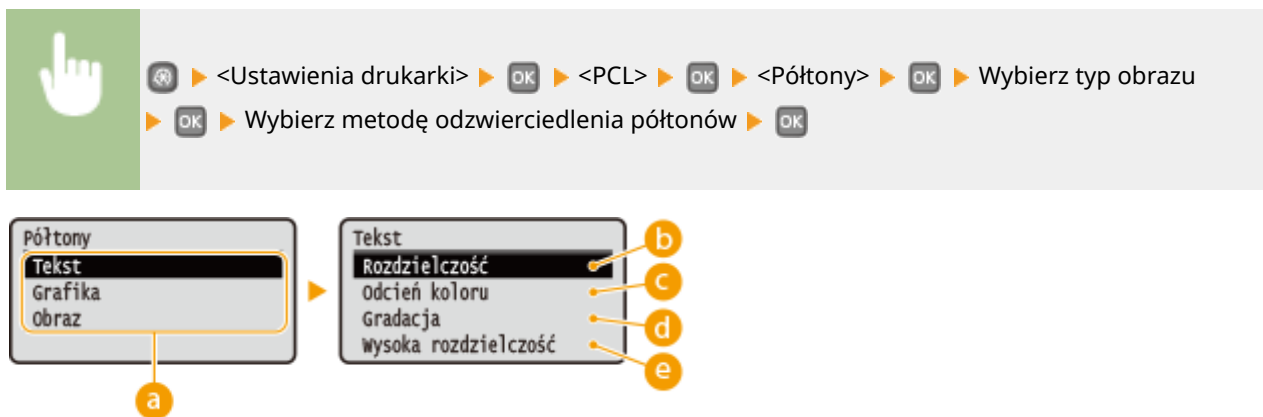 <Ustawienia drukarki> OK <PCL> OK <Półtony> OK Wybierz typ obrazu
OK Wybierz metodę odzwierciedlenia półtonów OK
Półtony
Tekst
Grafika
Obraz
a
Tekst
Rozdzielczość b
Odcień koloru c
Gradacja d
Wysoka rozdzielczość e